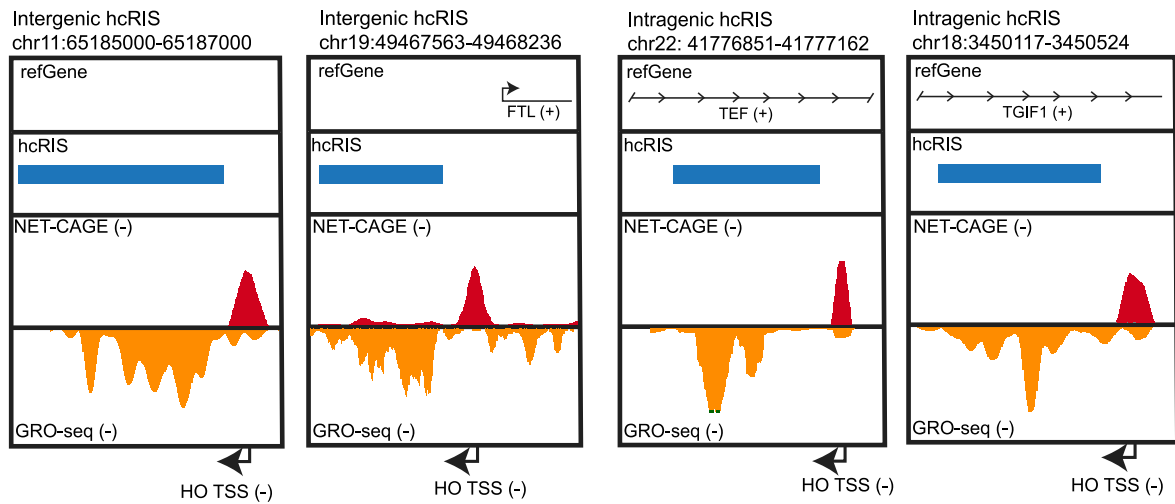 Intergenic hcRIS
chr11:65185000-65187000
refGene
hcRIS
NET-CAGE (-)
GRO-seq (-)
HO TSS (-)
Intergenic hcRIS
chr19:49467563-49468236
refGene
FTL (+)
hcRIS
NET-CAGE (-)
GRO-seq (-)
HO TSS (-)
Intragenic hcRIS
chr22: 41776851-41777162
refGene
TEF (+)
hcRIS
NET-CAGE (-)
GRO-seq (-)
HO TSS (-)
Intragenic hcRIS
chr18:3450117-3450524
refGene
TGIF1 (+)
hcRIS
NET-CAGE (-)
GRO-seq (-)
HO TSS (-)